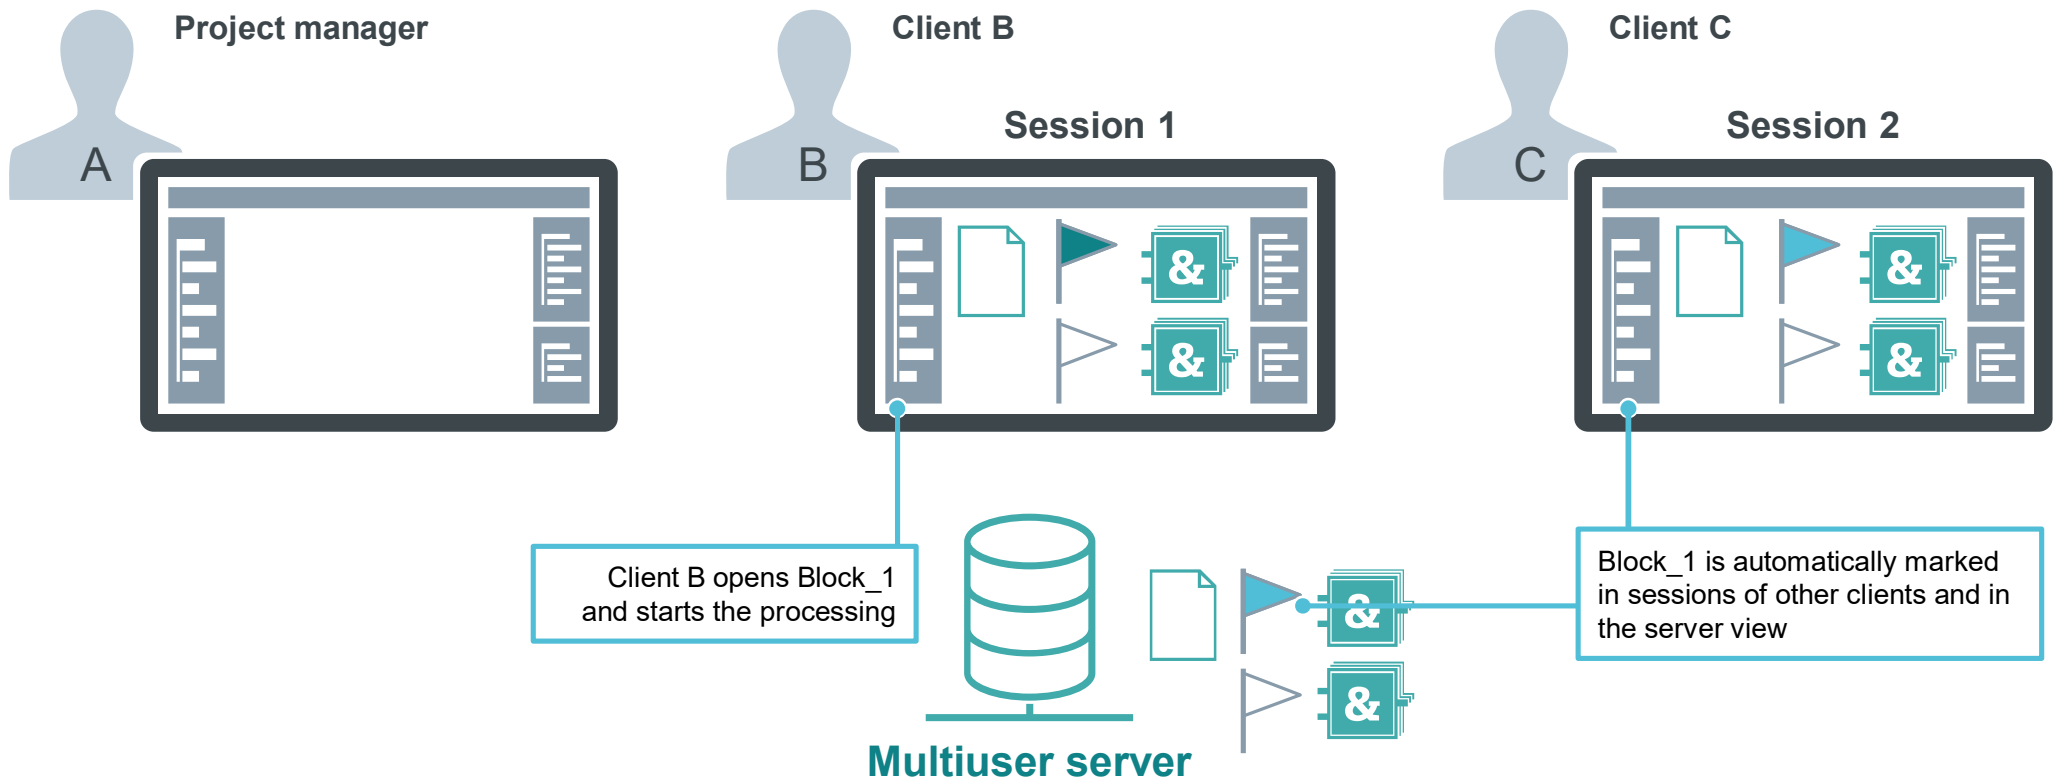 Project manager
Client B
Client C
Session 1
Session 2
A
B
C
&
&
&
&
Client B opens Block_1
and starts the processing
Block_1 is automatically marked
in sessions of other clients and in
the server view
&
&
Multiuser server